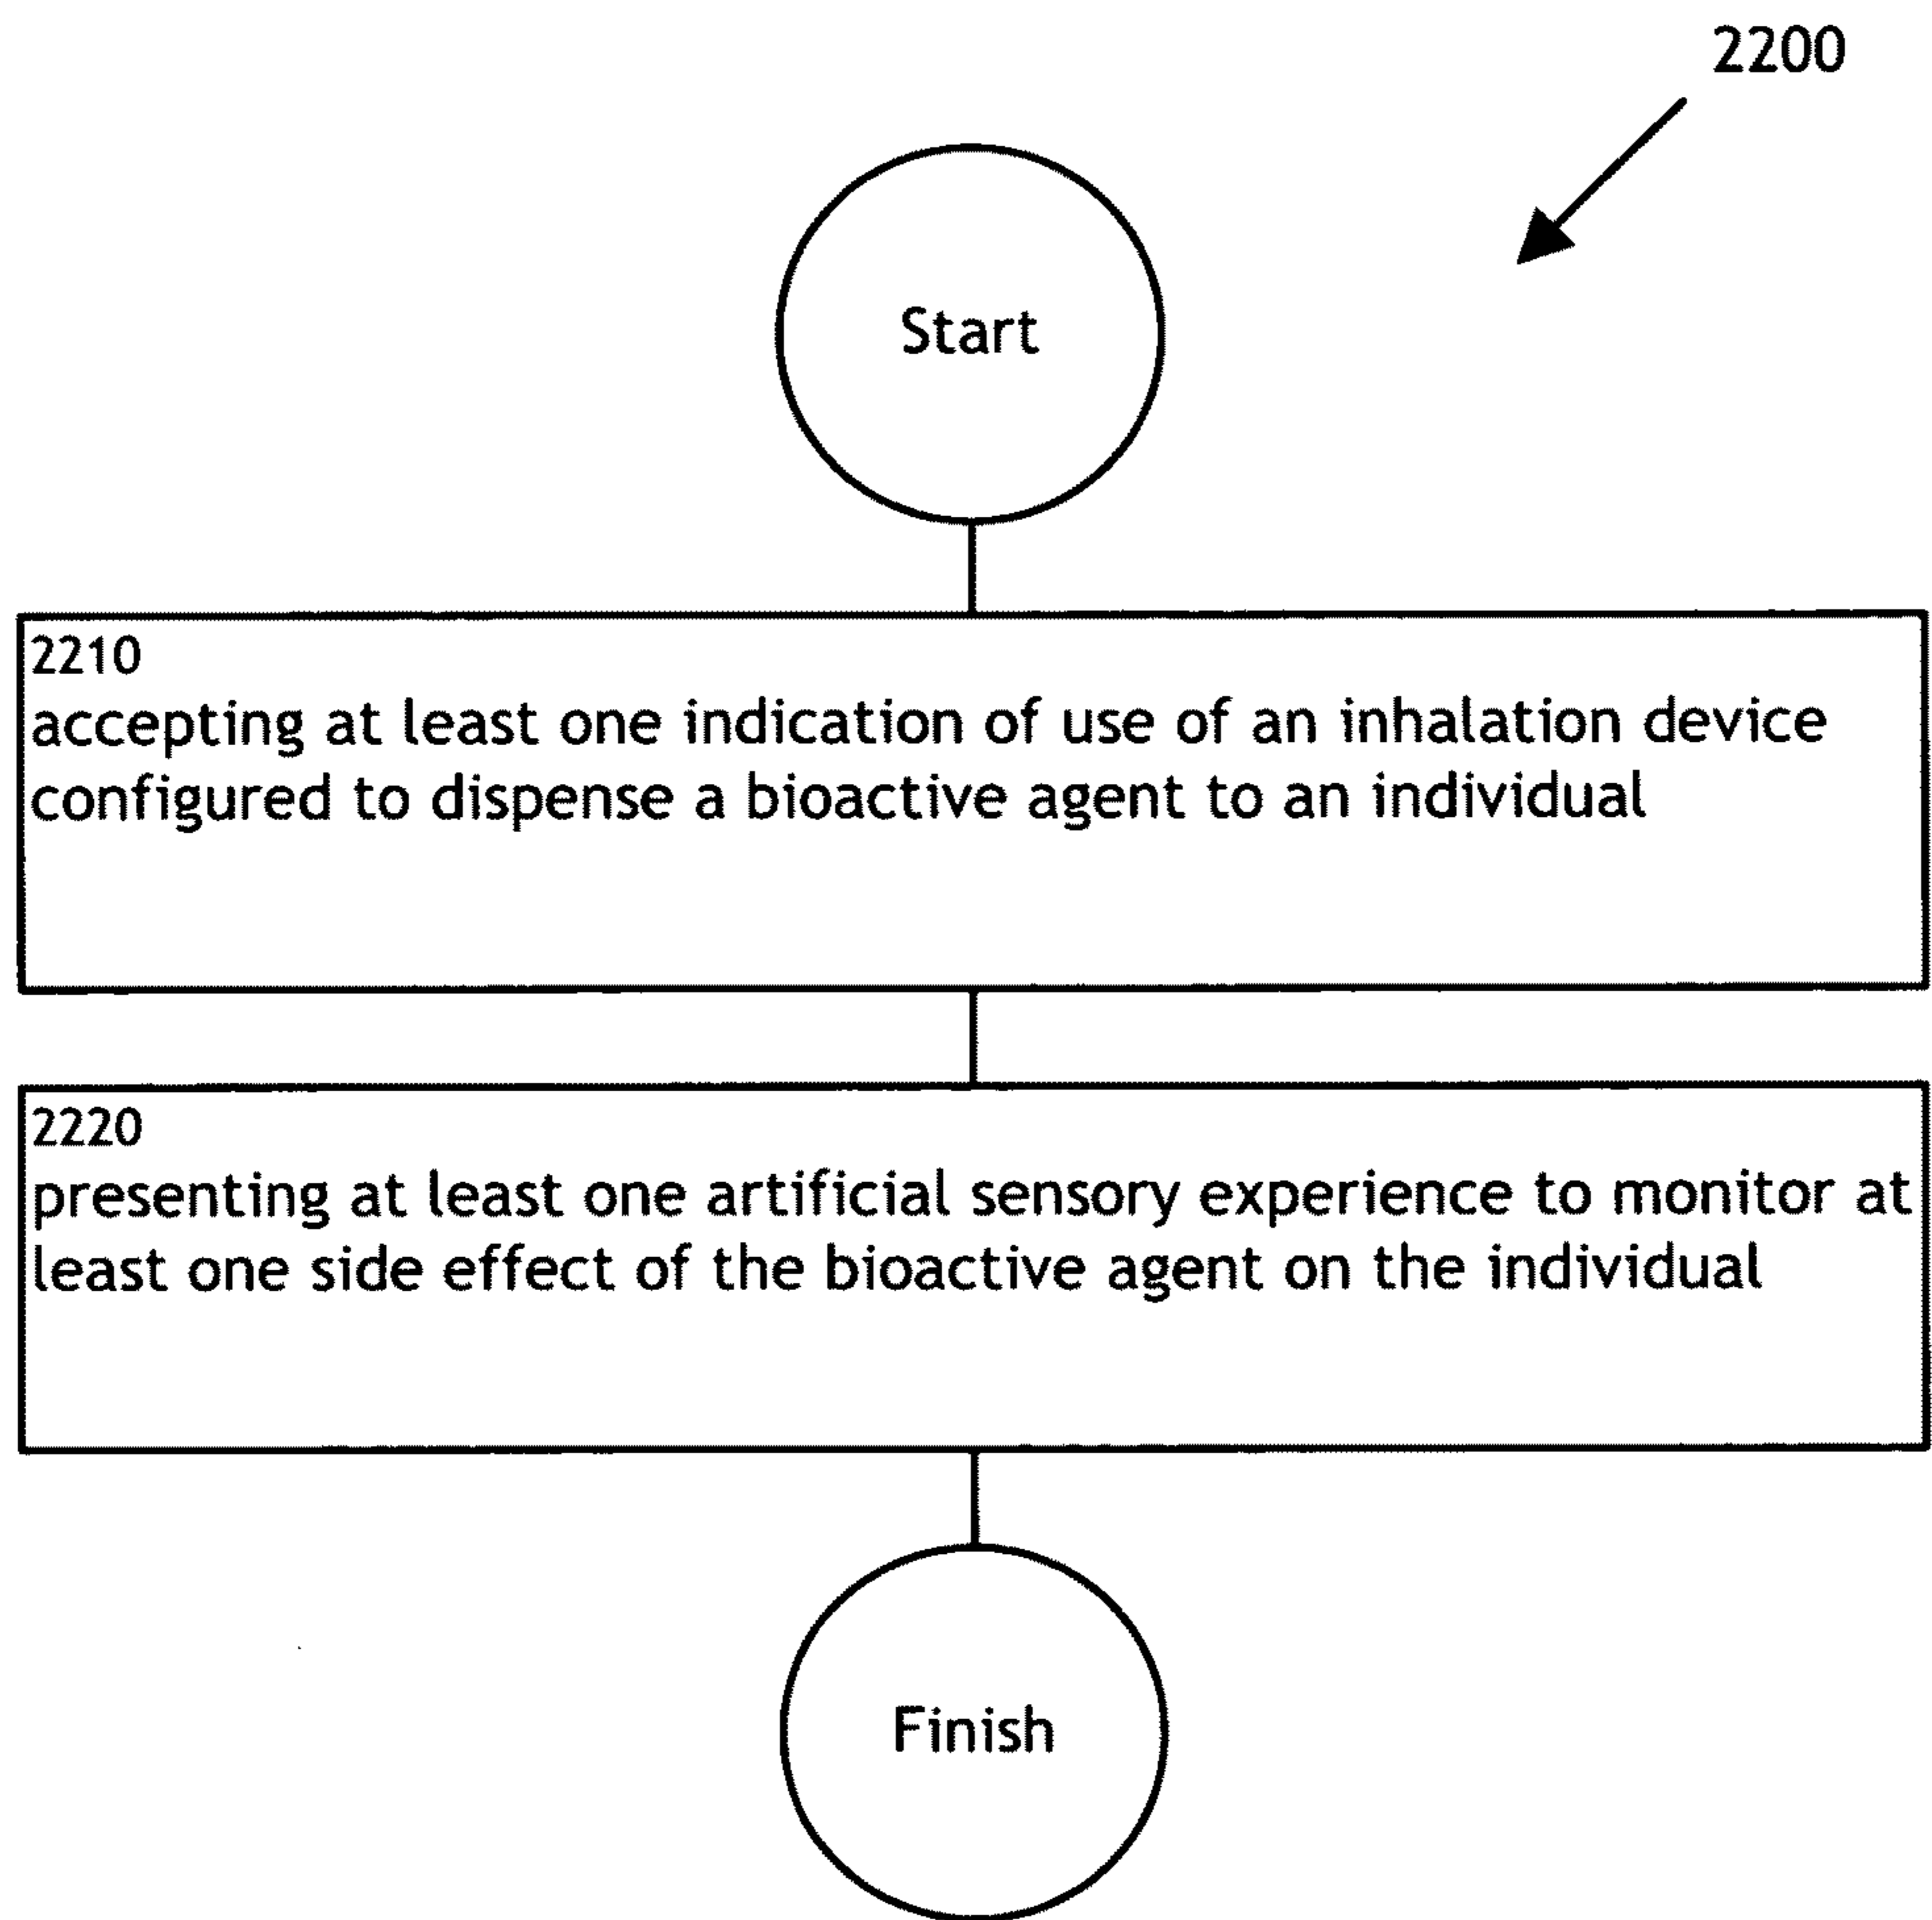 2200
Start
2210
accepting at least one indication of use of an inhalation device
configured to dispense a bioactive agent to an individual
2220
presenting at least one artificial sensory experience to monitor at
least one side effect of the bioactive agent on the individual
Finish